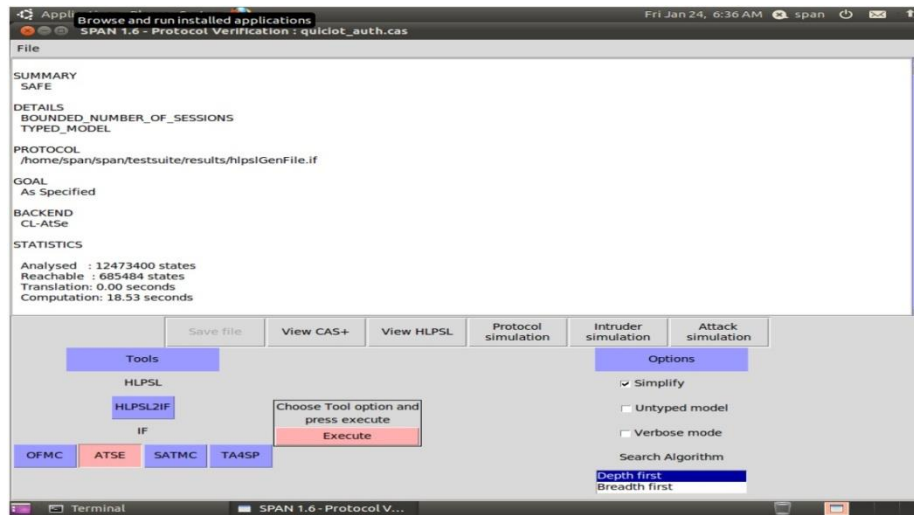 Appli
Browse and run installed applications
Fri Jan 24, 6:36 AM
span
SPAN 1.6 - Protocol Verification : quiciot_auth.cas
File
SUMMARY
SAFE
DETAILS
BOUNDED_NUMBER_OF_SESSIONS
TYPED_MODEL
PROTOCOL
/home/span/span/testsuite/results/hlpslGenFile.if
GOAL
As Specified
BACKEND
CL-AtSe
STATISTICS
Analysed : 12473400 states
Reachable : 685484 states
Translation: 0.00 seconds
Computation: 18.53 seconds
Save file
View CAS+
View HLPSL
Protocol simulation
Intruder simulation
Attack simulation
Tools
HLPSL
HLPSL2IF
IF
OFMC
ATSE
SATMC
TA4SP
Choose Tool option and
press execute
Execute
Options
Simplify
Untyped model
Verbose mode
Search Algorithm
Depth first
Breadth first
Terminal
SPAN 1.6 - Protocol V...